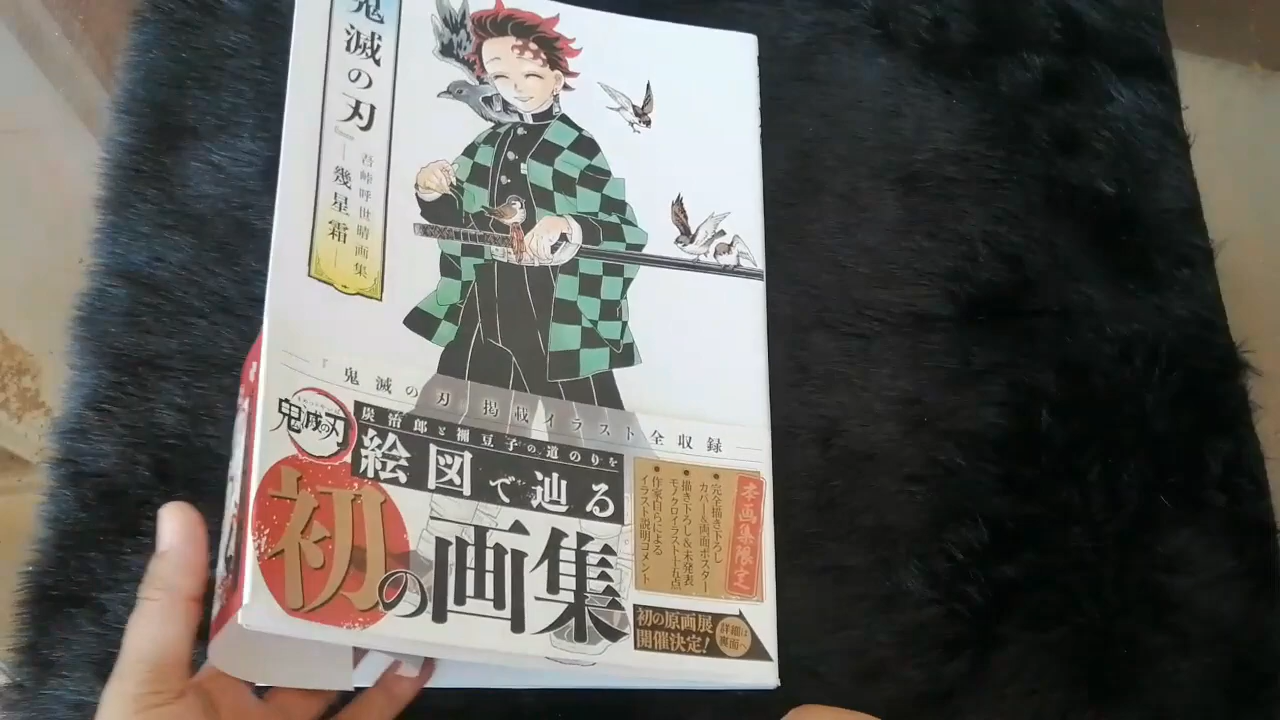 鬼滅の刃』
吾峠呼世晴画集
―幾星霜―
『鬼滅の刃掲載イラスト全収録
鬼滅の刃
炭治郎と禰豆子の道のりを
絵図で辿る
初の画集
本画集限定
●完全描き下ろし
カバー&両面ポスター
●描き下ろし&未発表
モノクロイラスト十五点
●作家自らによる
イラスト説明コメント
初の原画展
開催決定!
詳細は
裏面へ